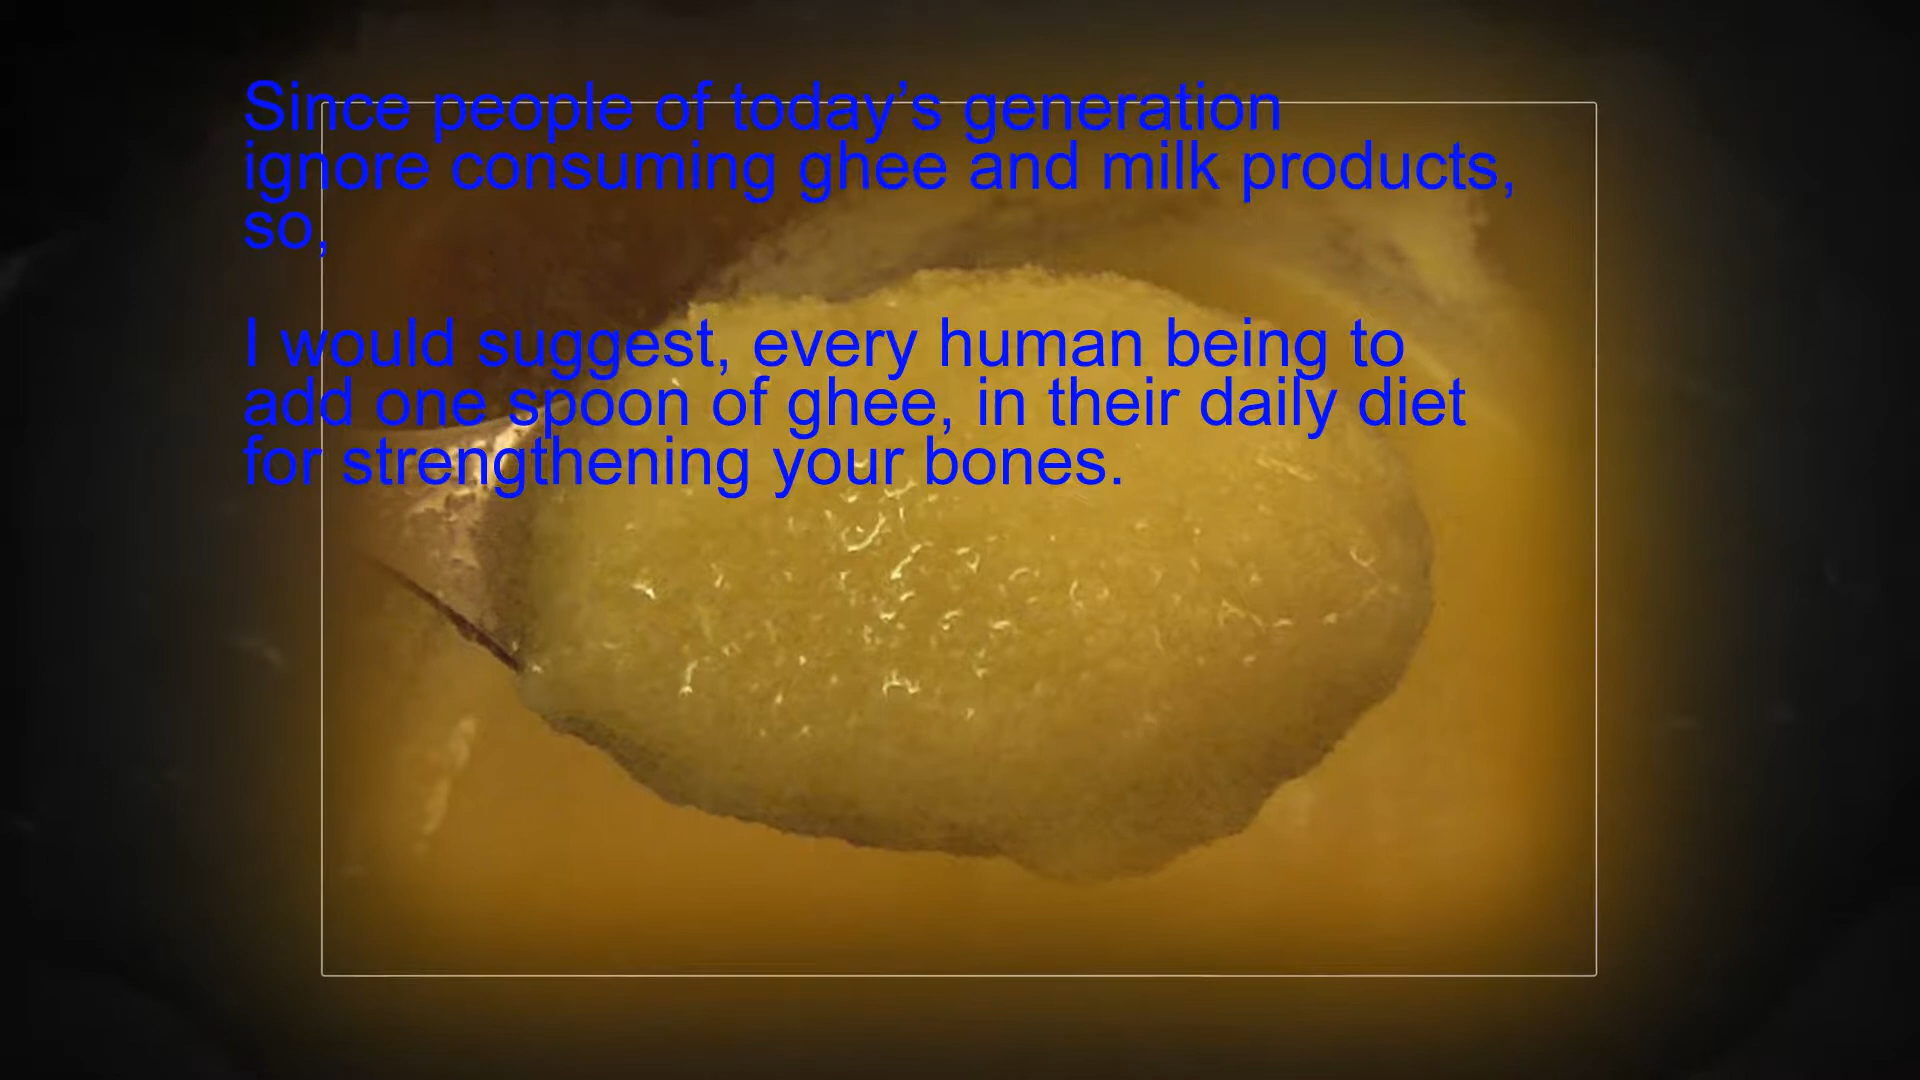 Since people of today’s generation
ignore consuming ghee and milk products,
so,
I would suggest, every human being to
add one spoon of ghee, in their daily diet
for strengthening your bones.